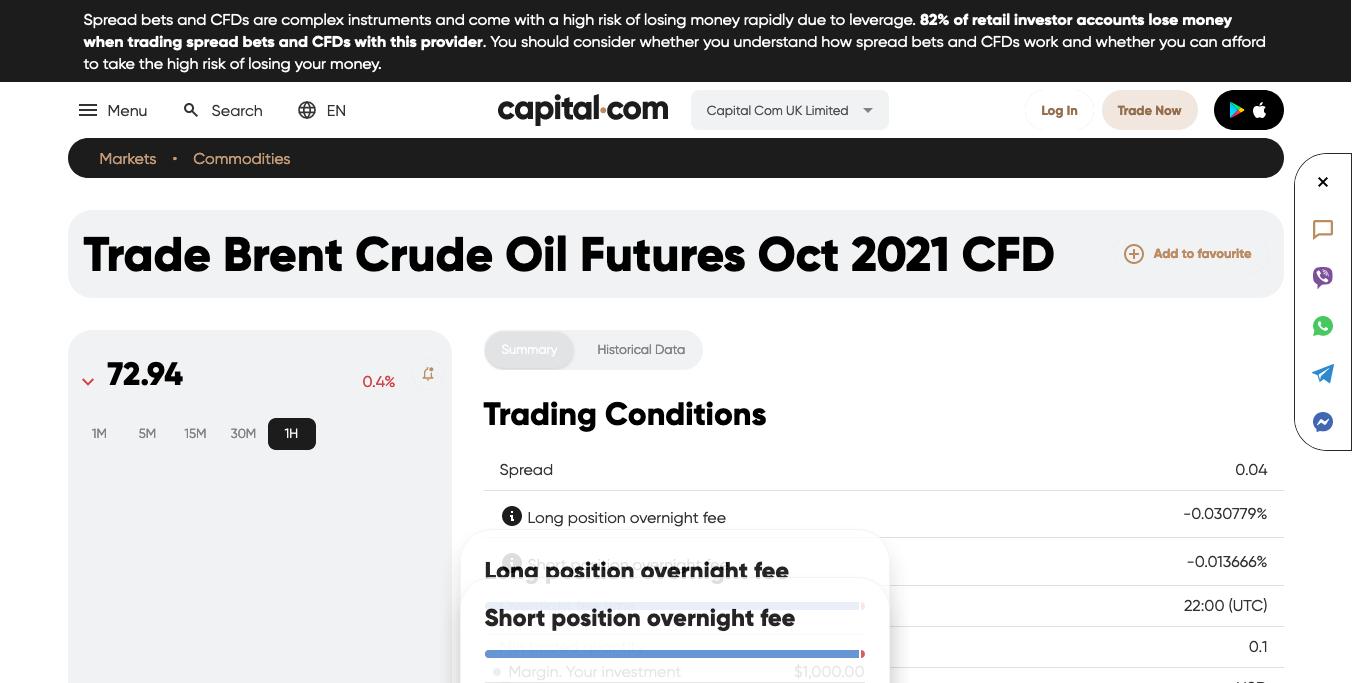 Spread bets and CFDs are complex instruments and come with a high risk of losing money rapidly due to leverage. 82% of retail investor accounts lose money
when trading spread bets and CFDs with this provider. You should consider whether you understand how spread bets and CFDs work and whether you can afford
to take the high risk of losing your money.
Menu
Search
EN
capital.com
Capital Com UK Limited
Log In
Trade Now
Markets • Commodities
Trade Brent Crude Oil Futures Oct 2021 CFD
Add to favourite
72.94
0.4%
1M 5M 15M 30M 1H
Summary
Historical Data
Trading Conditions
Spread 0.04
Long position overnight fee -0.030779%
Short position overnight fee -0.013666%
Long position overnight fee
22:00 (UTC)
Short position overnight fee
0.1
Margin. Your investment $1,000.00